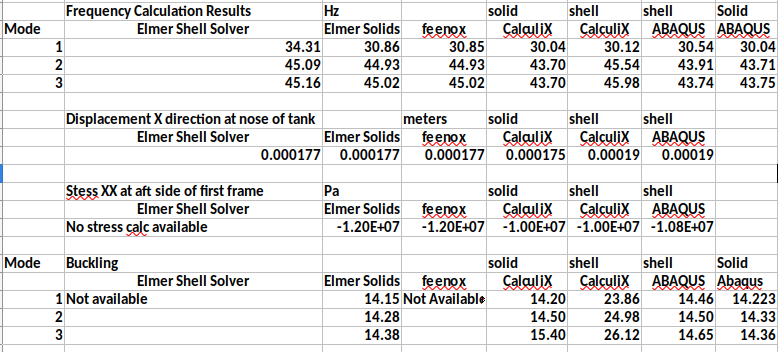 Frequency Calculation Results Hz solid shell shell Solid
Mode Elmer Shell Solver Elmer Solids feenox CalculiX CalculiX ABAQUS ABAQUS
1 34.31 30.86 30.85 30.04 30.12 30.54 30.04
2 45.09 44.93 44.93 43.70 45.54 43.91 43.71
3 45.16 45.02 45.02 43.70 45.98 43.74 43.75
Displacement X direction at nose of tank meters solid shell shell
Elmer Shell Solver Elmer Solids feenox CalculiX CalculiX ABAQUS
0.000177 0.000177 0.000177 0.000175 0.00019 0.00019
Stess XX at aft side of first frame Pa solid shell shell
Elmer Shell Solver Elmer Solids feenox CalculiX CalculiX ABAQUS
No stress calc available -1.20E+07 -1.20E+07 -1.00E+07 -1.00E+07 -1.08E+07
Mode Buckling solid shell shell Solid
Elmer Shell Solver Elmer Solids feenox CalculiX CalculiX ABAQUS Abaqus
1 Not available 14.15 Not Available 14.20 23.86 14.46 14.223
2 14.28 14.50 24.98 14.50 14.33
3 14.38 15.40 26.12 14.65 14.36